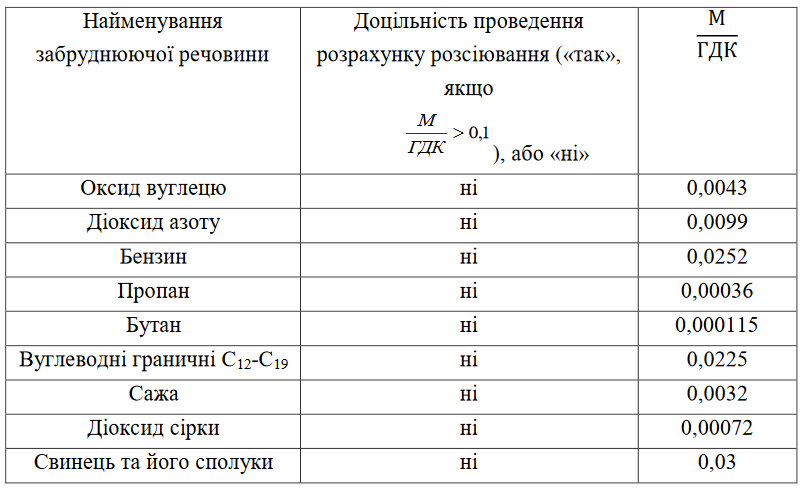 Найменування
забруднюючої речовини
Доцільність проведення
розрахунку розсіювання («так»,
якщо
М/ГДК > 0,1
), або «ні»
М/ГДК
Оксид вуглецю ні 0,0043
Діоксид азоту ні 0,0099
Бензин ні 0,0252
Пропан ні 0,00036
Бутан ні 0,000115
Вуглеводні граничні С₁₂-С₁₉ ні 0,0225
Сажа ні 0,0032
Діоксид сірки ні 0,00072
Свинець та його сполуки ні 0,03